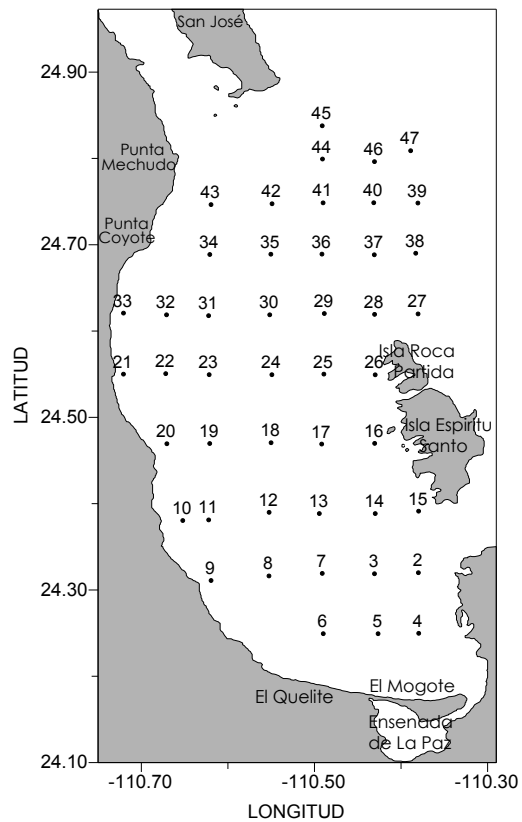 San José
24.90
45
44 46 47
Punta
Mechudo
43 42 41 40 39
Punta
Coyote
34 35 36 37 38
24.70
33 32 31 30 29 28 27
Isla Roca
Partida
21 22 23 24 25 26
LATITUD
24.50
Isla Espiritu
Santo
20 19 18 17 16
10 11 12 13 14 15
9 8 7 3 2
24.30
6 5 4
El Quelite
El Mogote
Ensenada
de La Paz
24.10
-110.70 -110.50 -110.30
LONGITUD